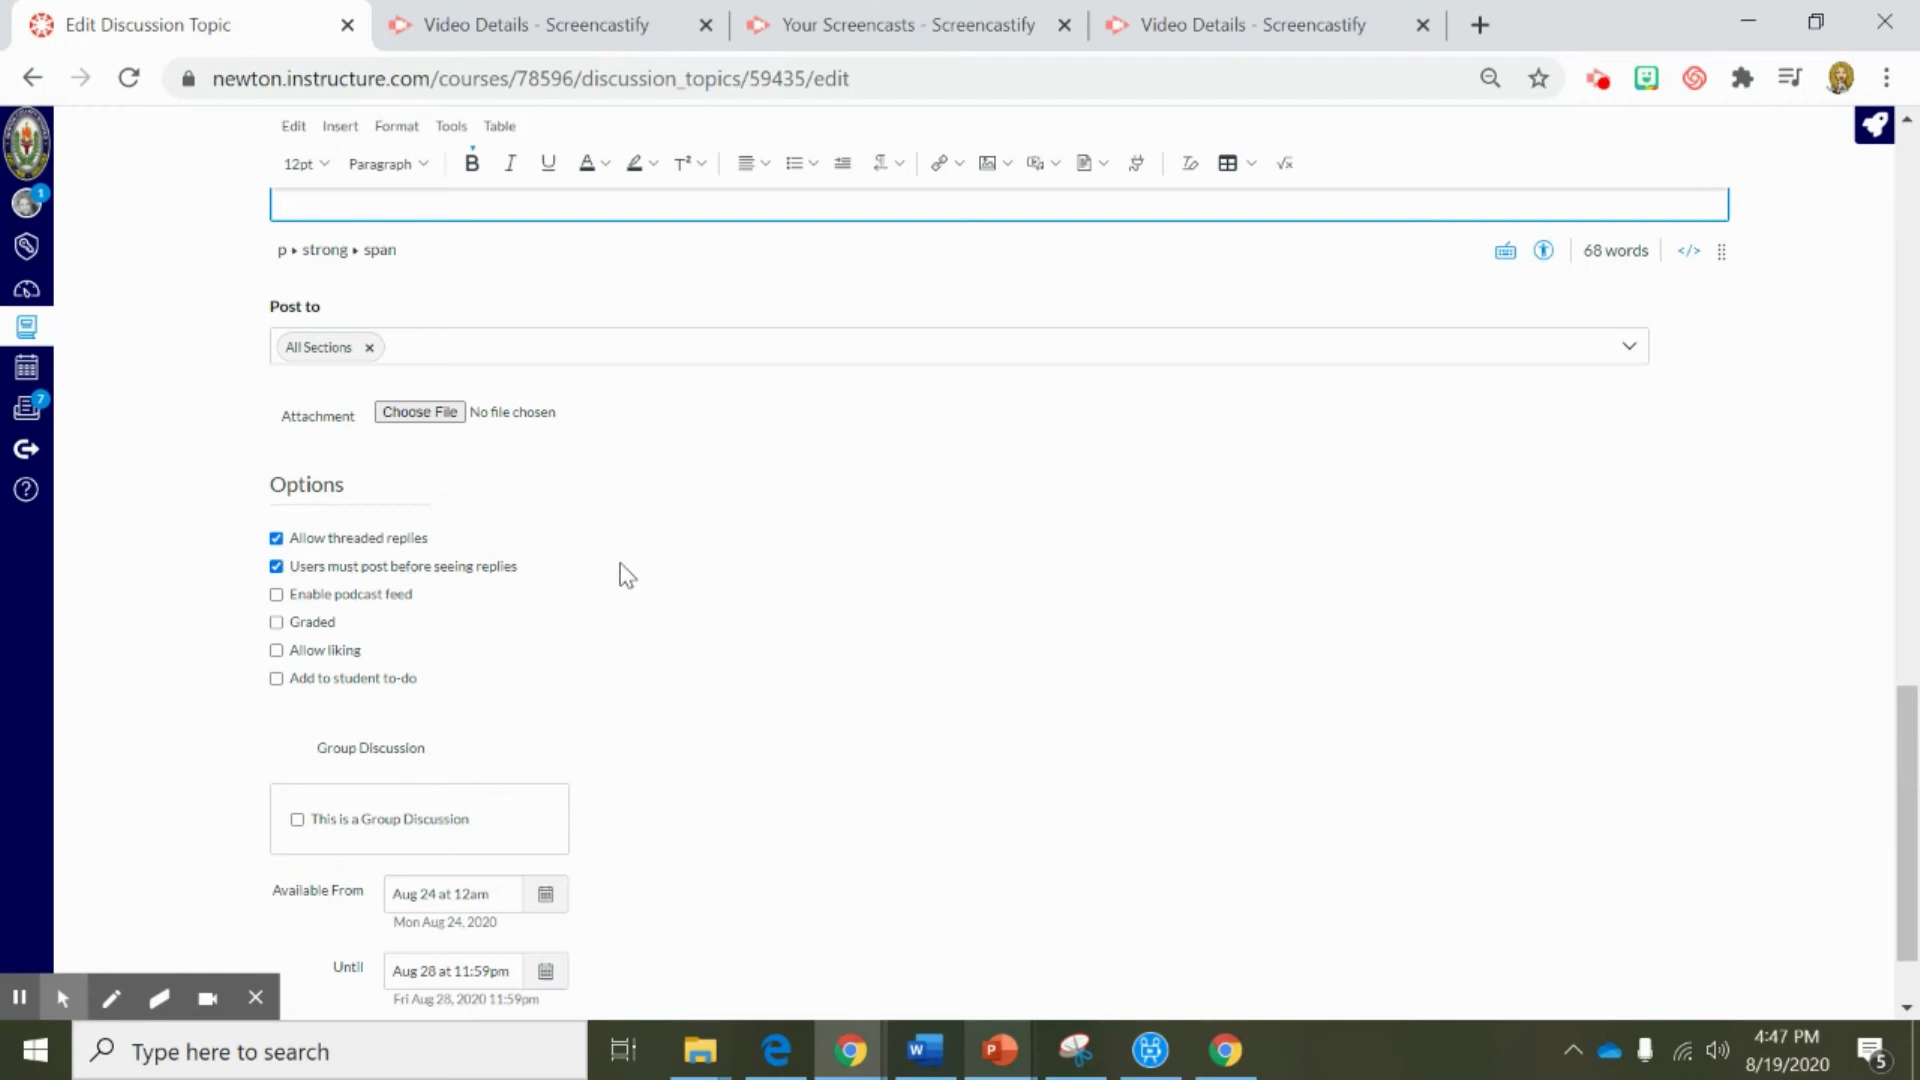 Edit Discussion Topic
Video Details - Screencastify
Your Screencasts - Screencastify
Video Details - Screencastify
newton.instructure.com/courses/78596/discussion_topics/59435/edit
Edit Insert Format Tools Table
12pt Paragraph
1
p ▸ strong ▸ span
68 words </>
Post to
All Sections
7
Attachment Choose File No file chosen
Options
Allow threaded replies
Users must post before seeing replies
Enable podcast feed
Graded
Allow liking
Add to student to-do
Group Discussion
This is a Group Discussion
Available From Aug 24 at 12am
Mon Aug 24, 2020
Until Aug 28 at 11:59pm
Fri Aug 28, 2020 11:59pm
Type here to search
4:47 PM
8/19/2020
5